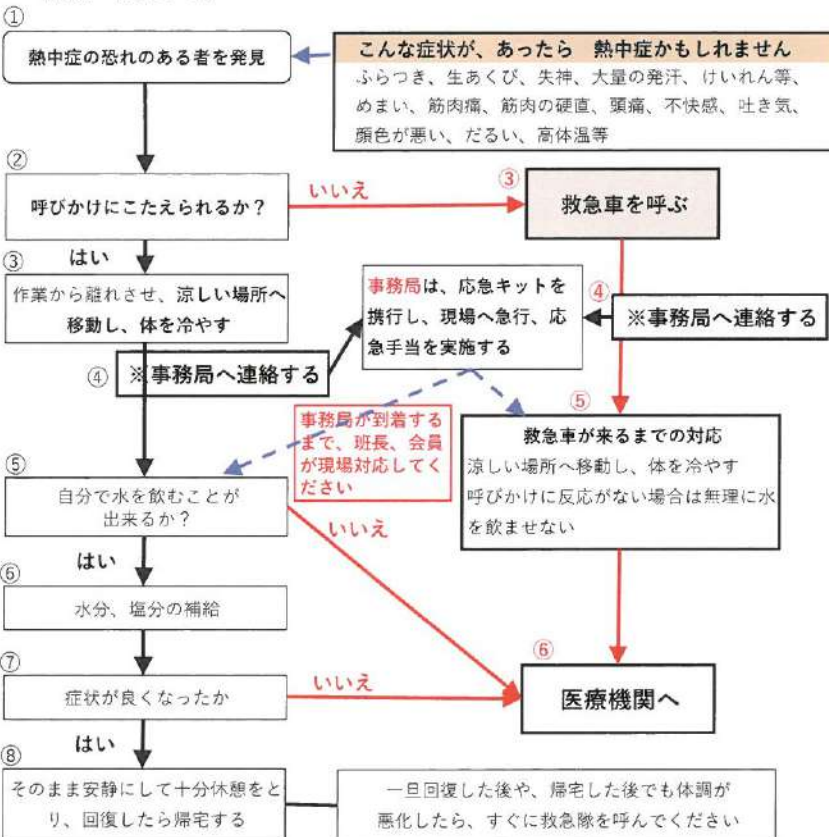 ①
熱中症の恐れのある者を発見
こんな症状が、あったら 熱中症かもしれません
ふらつき、生あくび、失神、大量の発汗、けいれん等、
めまい、筋肉痛、筋肉の硬直、頭痛、不快感、吐き気、
顔色が悪い、だるい、高体温等
②
呼びかけにこたえられるか？
いいえ
③
救急車を呼ぶ
はい
③
作業から離れさせ、涼しい場所へ
移動し、体を冷やす
事務局は、応急キットを
携行し、現場へ急行、応
急手当を実施する
④
※事務局へ連絡する
④
※事務局へ連絡する
事務局が到着する
まで、班長、会員
が現場対応してく
ださい
⑤
救急車が来るまでの対応
涼しい場所へ移動し、体を冷やす
呼びかけに反応がない場合は無理に水
を飲ませない
⑤
自分で水を飲むことが
出来るか？
いいえ
はい
⑥
水分、塩分の補給
⑦
症状が良くなったか
いいえ
⑥
医療機関へ
はい
⑧
そのまま安静にして十分休憩をと
り、回復したら帰宅する
一旦回復した後や、帰宅した後でも体調が
悪化したら、すぐに救急隊を呼んでください